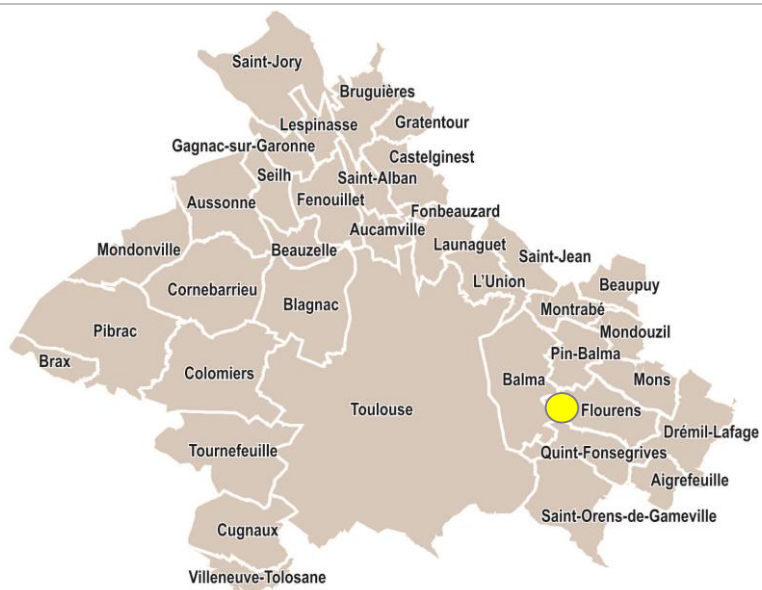 Saint-Jory
Bruguières
Lespinasse
Gratentour
Gagnac-sur-Garonne
Castelginest
Seilh
Saint-Alban
Aussonne
Fenouillet
Fonbeauzard
Aucamville
Launaguet
Mondonville
Beauzelle
Saint-Jean
L'Union
Beaupuy
Cornebarrieu
Blagnac
Montrabé
Pibrac
Mondouzil
Pin-Balma
Brax
Colomiers
Balma
Mons
Toulouse
Flourens
Drémil-Lafage
Tournefeuille
Quint-Fonsegrives
Aigrefeuille
Saint-Orens-de-Gameville
Cugnaux
Villeneuve-Tolosane